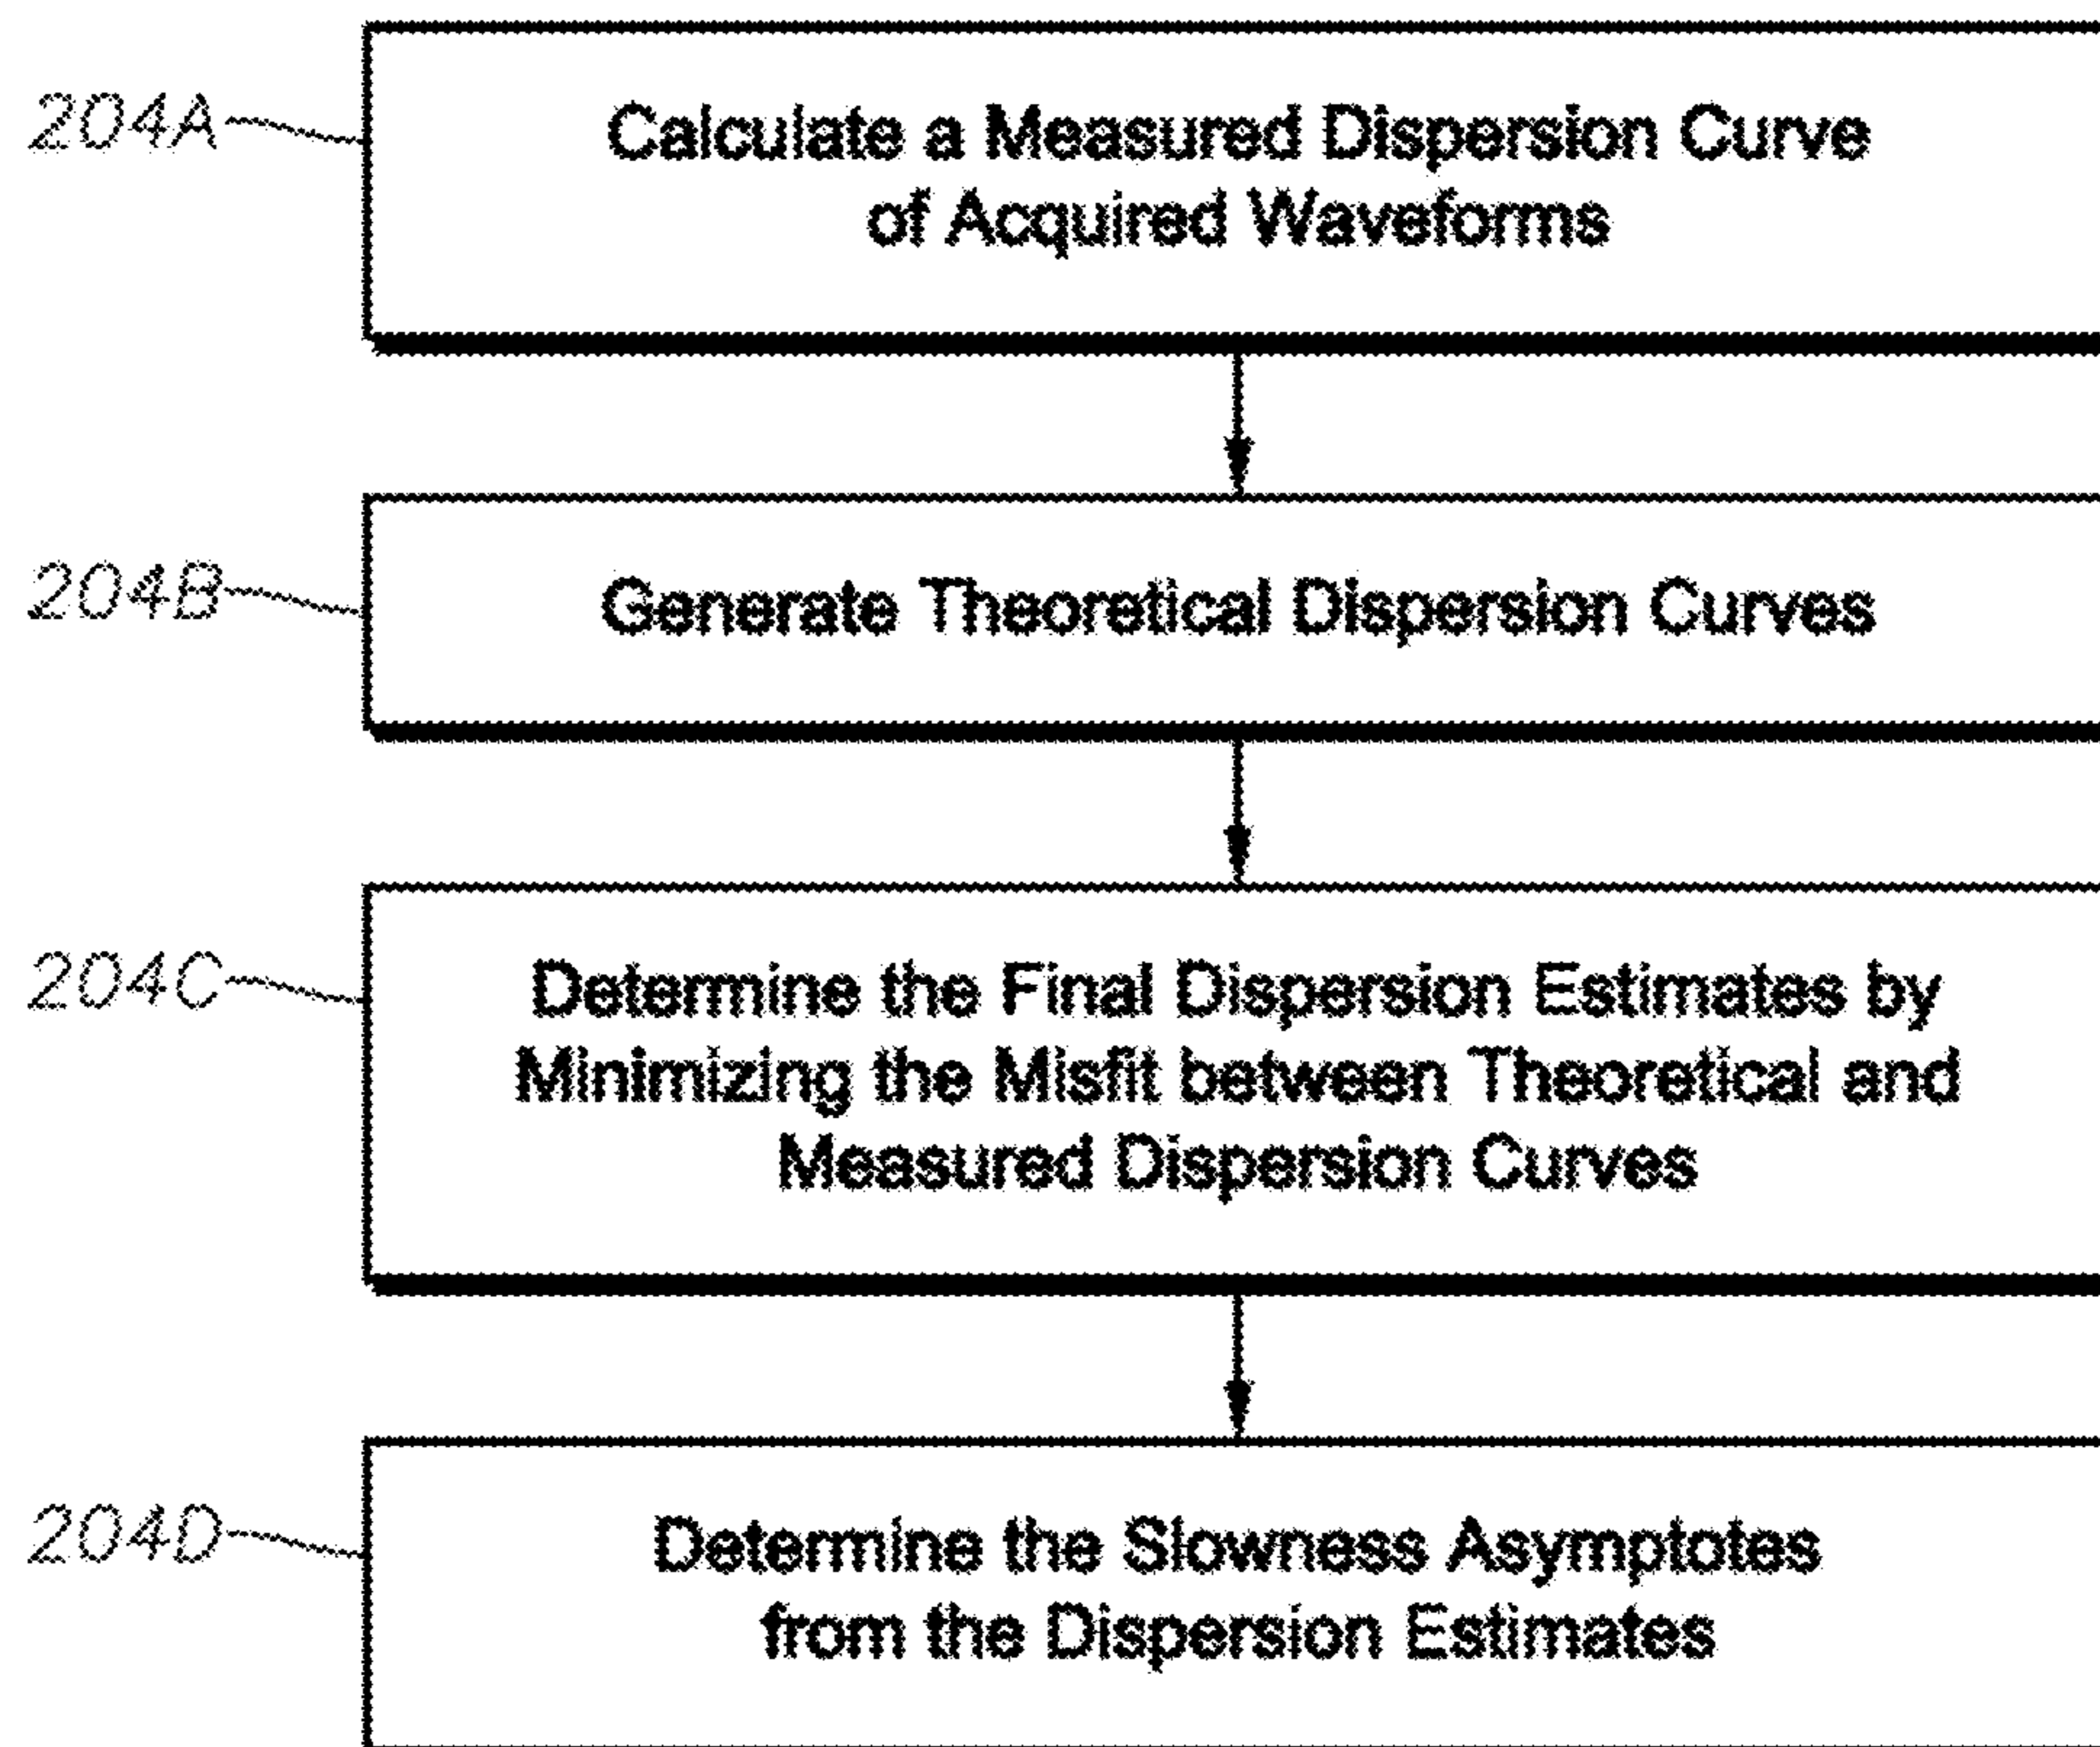 204A
Calculate a Measured Dispersion Curve
of Acquired Waveforms
204B
Generate Theoretical Dispersion Curves
204C
Determine the Final Dispersion Estimates by
Minimizing the Misfit between Theoretical and
Measured Dispersion Curves
204D
Determine the Slowness Asymptotes
from the Dispersion Estimates